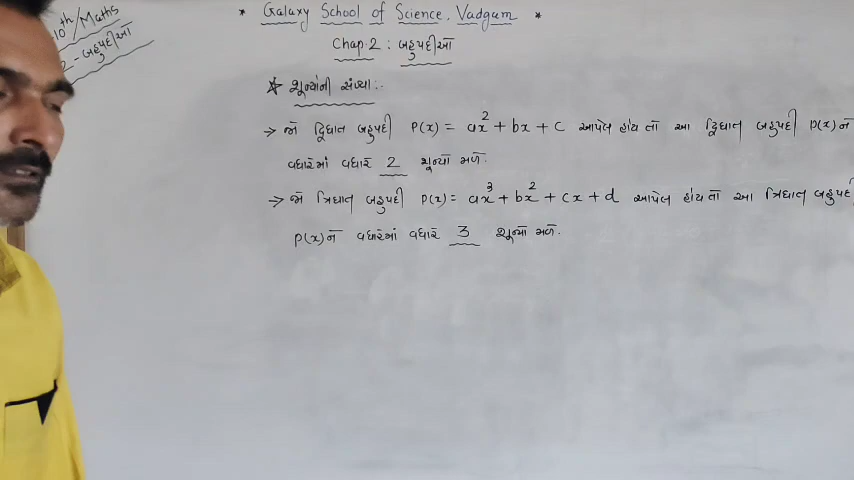 10th/Maths
2 - બહુપદીઓ
* Galaxy School of Science, Vadgam *
Chap. 2 : બહુપદીઓ
☆ શૂન્યોની સંખ્યા :-
→ જો દ્વિઘાત બહુપદી P(x) = ax² + bx + c આપેલ હોય તો આ દ્વિઘાત બહુપદી p(x)ને
વધારેમાં વધારે 2 શૂન્યો મળે.
→ જો ત્રિઘાત બહુપદી P(x) = ax³ + bx² + cx + d આપેલ હોય તો આ ત્રિઘાત બહુપદી
p(x)ને વધારેમાં વધારે 3 શૂન્યો મળે.